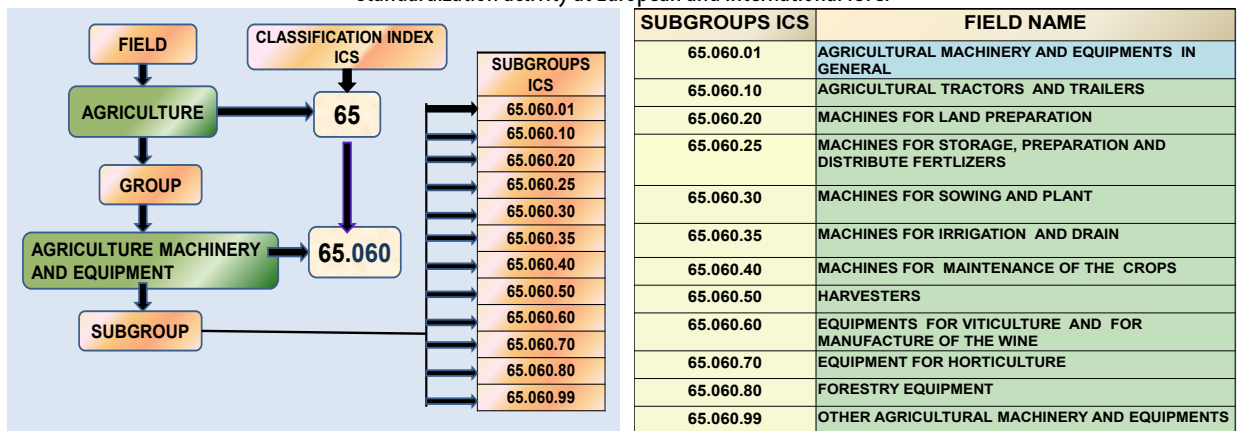 standardization activity at European and international level
FIELD
AGRICULTURE
GROUP
AGRICULTURE MACHINERY
AND EQUIPMENT
SUBGROUP
CLASSIFICATION INDEX
ICS
65
65.060
SUBGROUPS
ICS
65.060.01
65.060.10
65.060.20
65.060.25
65.060.30
65.060.35
65.060.40
65.060.50
65.060.60
65.060.70
65.060.80
65.060.99
SUBGROUPS ICS FIELD NAME
65.060.01 AGRICULTURAL MACHINERY AND EQUIPMENTS IN
GENERAL
65.060.10 AGRICULTURAL TRACTORS AND TRAILERS
65.060.20 MACHINES FOR LAND PREPARATION
65.060.25 MACHINES FOR STORAGE, PREPARATION AND
DISTRIBUTE FERTLIZERS
65.060.30 MACHINES FOR SOWING AND PLANT
65.060.35 MACHINES FOR IRRIGATION AND DRAIN
65.060.40 MACHINES FOR MAINTENANCE OF THE CROPS
65.060.50 HARVESTERS
65.060.60 EQUIPMENTS FOR VITICULTURE AND FOR
MANUFACTURE OF THE WINE
65.060.70 EQUIPMENT FOR HORTICULTURE
65.060.80 FORESTRY EQUIPMENT
65.060.99 OTHER AGRICULTURAL MACHINERY AND EQUIPMENTS